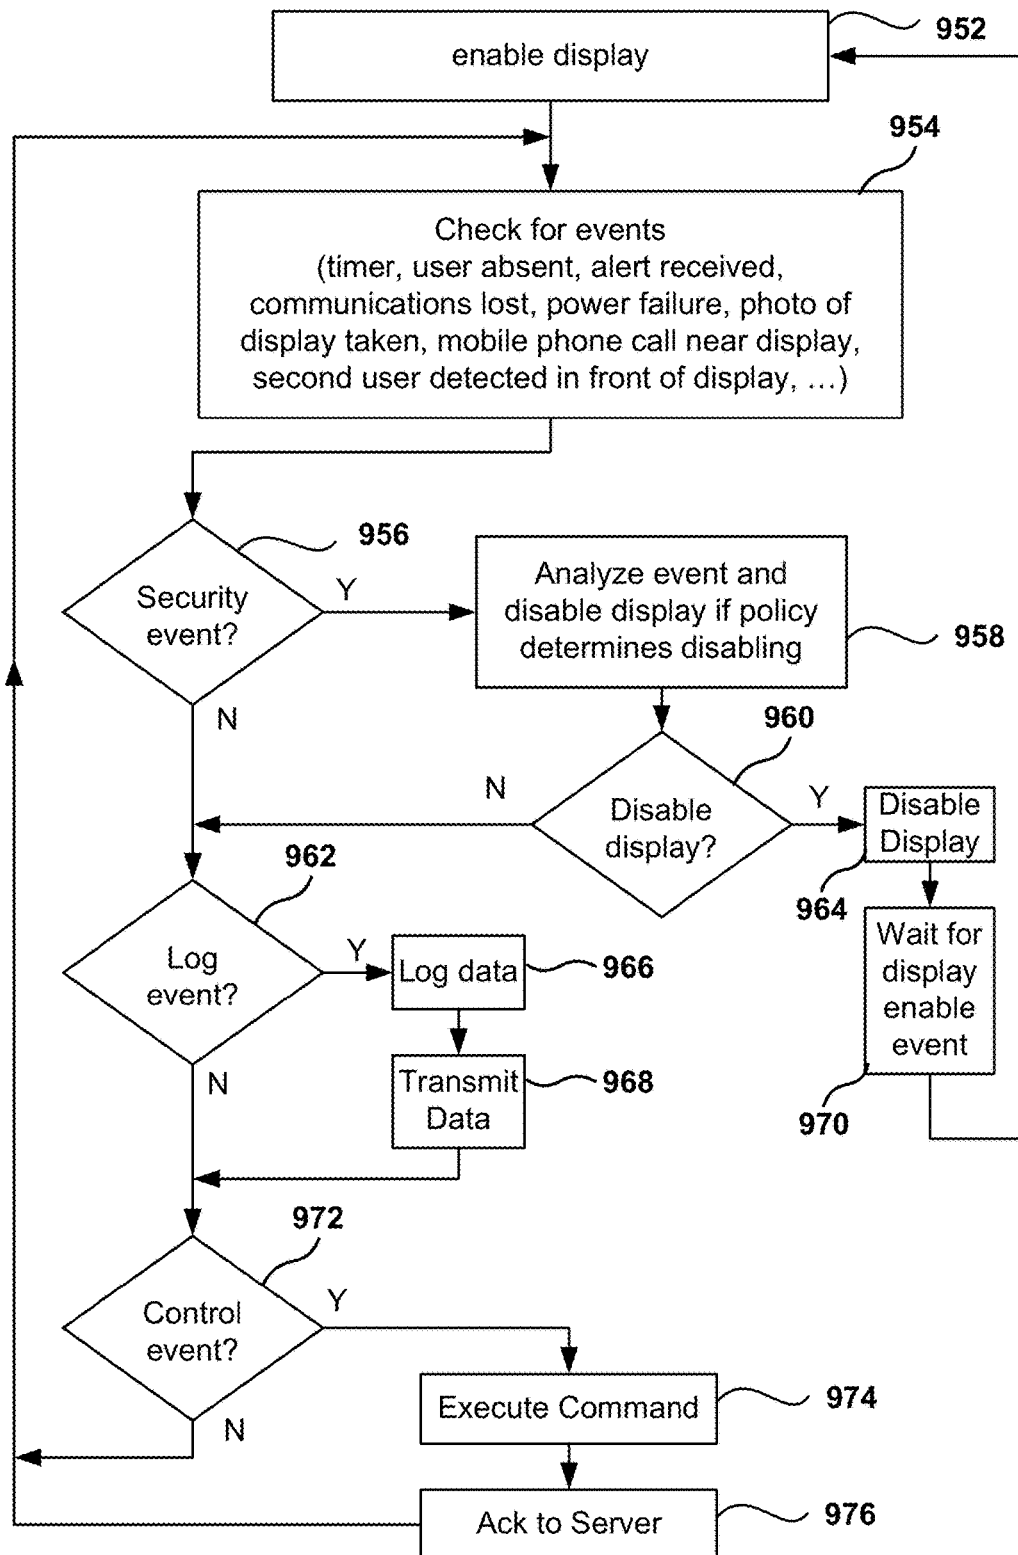 952
enable display
954
Check for events
(timer, user absent, alert received,
communications lost, power failure, photo of
display taken, mobile phone call near display,
second user detected in front of display, ...)
956
Security
event?
Y
N
Analyze event and
disable display if policy
determines disabling
958
960
Disable
display?
N
Y
Disable
Display
964
962
Log
event?
Y
N
Log data
966
Transmit
Data
968
Wait for
display
enable
event
970
972
Control
event?
Y
N
Execute Command
974
Ack to Server
976